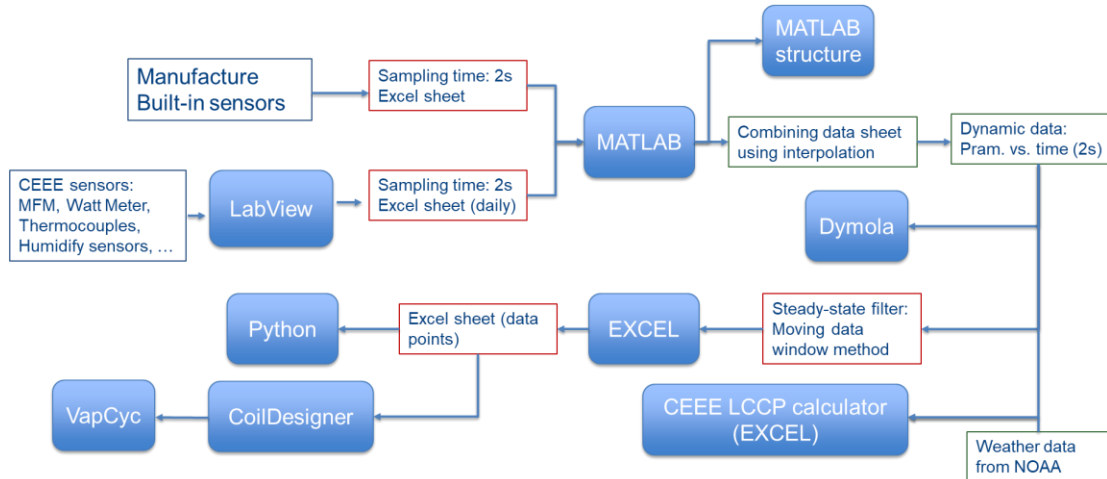 MATLAB
structure
Manufacture
Built-in sensors
Sampling time: 2s
Excel sheet
MATLAB
Combining data sheet
using interpolation
Dynamic data:
Pram. vs. time (2s)
CEEE sensors:
MFM, Watt Meter,
Thermocouples,
Humidify sensors, ...
LabView
Sampling time: 2s
Excel sheet (daily)
Dymola
Python
Excel sheet (data
points)
EXCEL
Steady-state filter:
Moving data
window method
VapCyc
CoilDesigner
CEEE LCCP calculator
(EXCEL)
Weather data
from NOAA